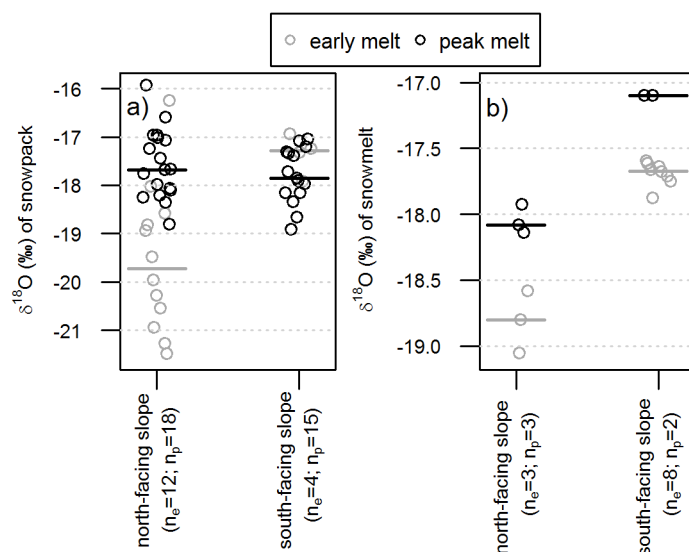 early melt peak melt
a)
δ18O (‰) of snowpack
-16
-17
-18
-19
-20
-21
north-facing slope
(ne=12; np=18)
south-facing slope
(ne=4; np=15)
b)
δ18O (‰) of snowmelt
-17.0
-17.5
-18.0
-18.5
-19.0
north-facing slope
(ne=3; np=3)
south-facing slope
(ne=8; np=2)